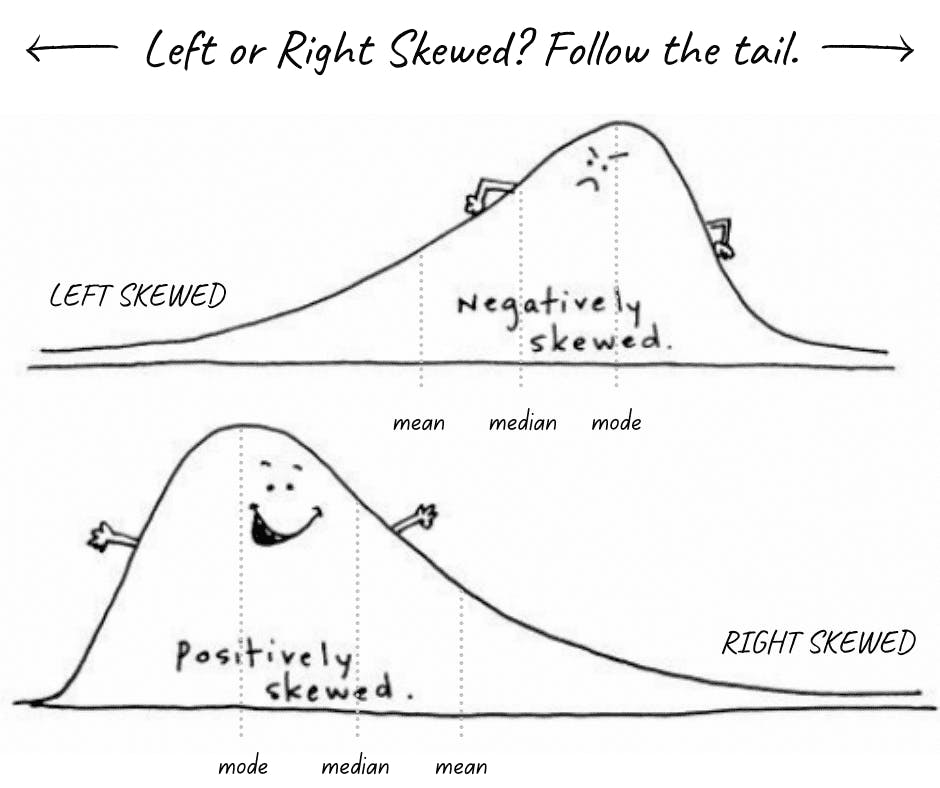 Left or Right Skewed? Follow the tail.
LEFT SKEWED
Negatively
skewed.
mean median mode
Positively
skewed.
RIGHT SKEWED
mode median mean